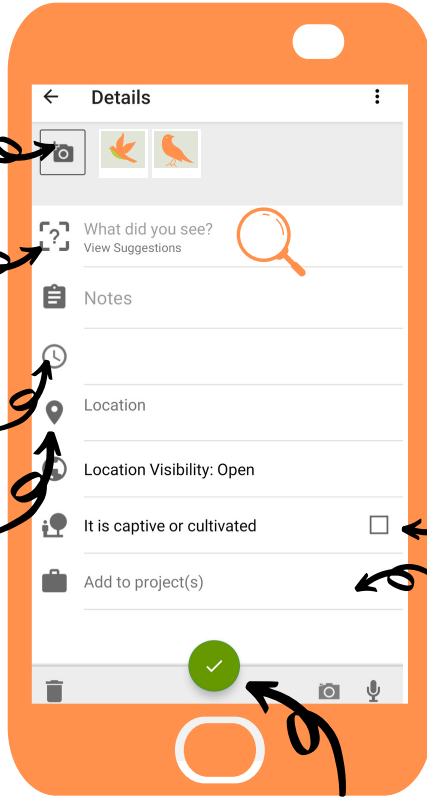 Details
What did you see?
View Suggestions
Notes
Location
Location Visibility: Open
It is captive or cultivated
Add to project(s)